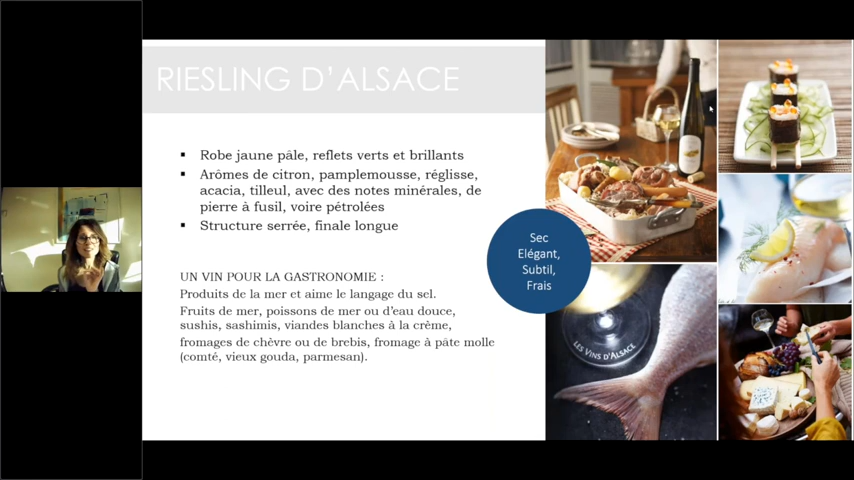 RIESLING D'ALSACE
▪ Robe jaune pâle, reflets verts et brillants
▪ Arômes de citron, pamplemousse, réglisse,
acacia, tilleul, avec des notes minérales, de
pierre à fusil, voire pétrolées
▪ Structure serrée, finale longue
UN VIN POUR LA GASTRONOMIE :
Produits de la mer et aime le langage du sel.
Fruits de mer, poissons de mer ou d'eau douce,
sushis, sashimis, viandes blanches à la crème,
fromages de chèvre ou de brebis, fromage à pâte molle
(comté, vieux gouda, parmesan).
Sec
Elégant,
Subtil,
Frais
LES VINS D'ALSACE